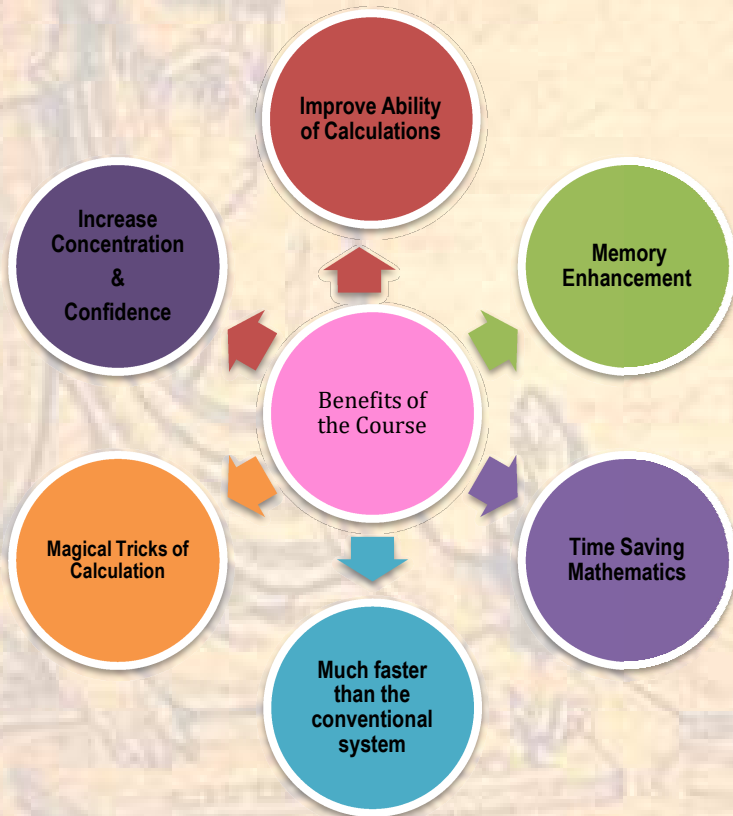 Improve Ability
of Calculations
Increase
Concentration
&
Confidence
Memory
Enhancement
Benefits of
the Course
Magical Tricks of
Calculation
Time Saving
Mathematics
Much faster
than the
conventional
system